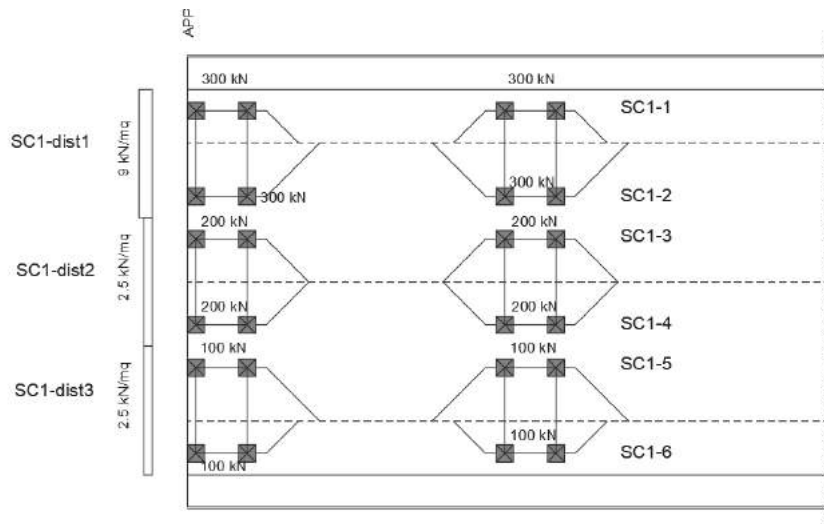 APP
300 kN 300 kN
SC1-1
SC1-dist1
9 kN/mq
300 kN
300 kN
SC1-2
200 kN 200 kN
SC1-3
SC1-dist2
2.5 kN/mq
200 kN 200 kN
SC1-4
100 kN 100 kN
SC1-5
SC1-dist3
2.5 kN/mq
100 kN
SC1-6
100 kN